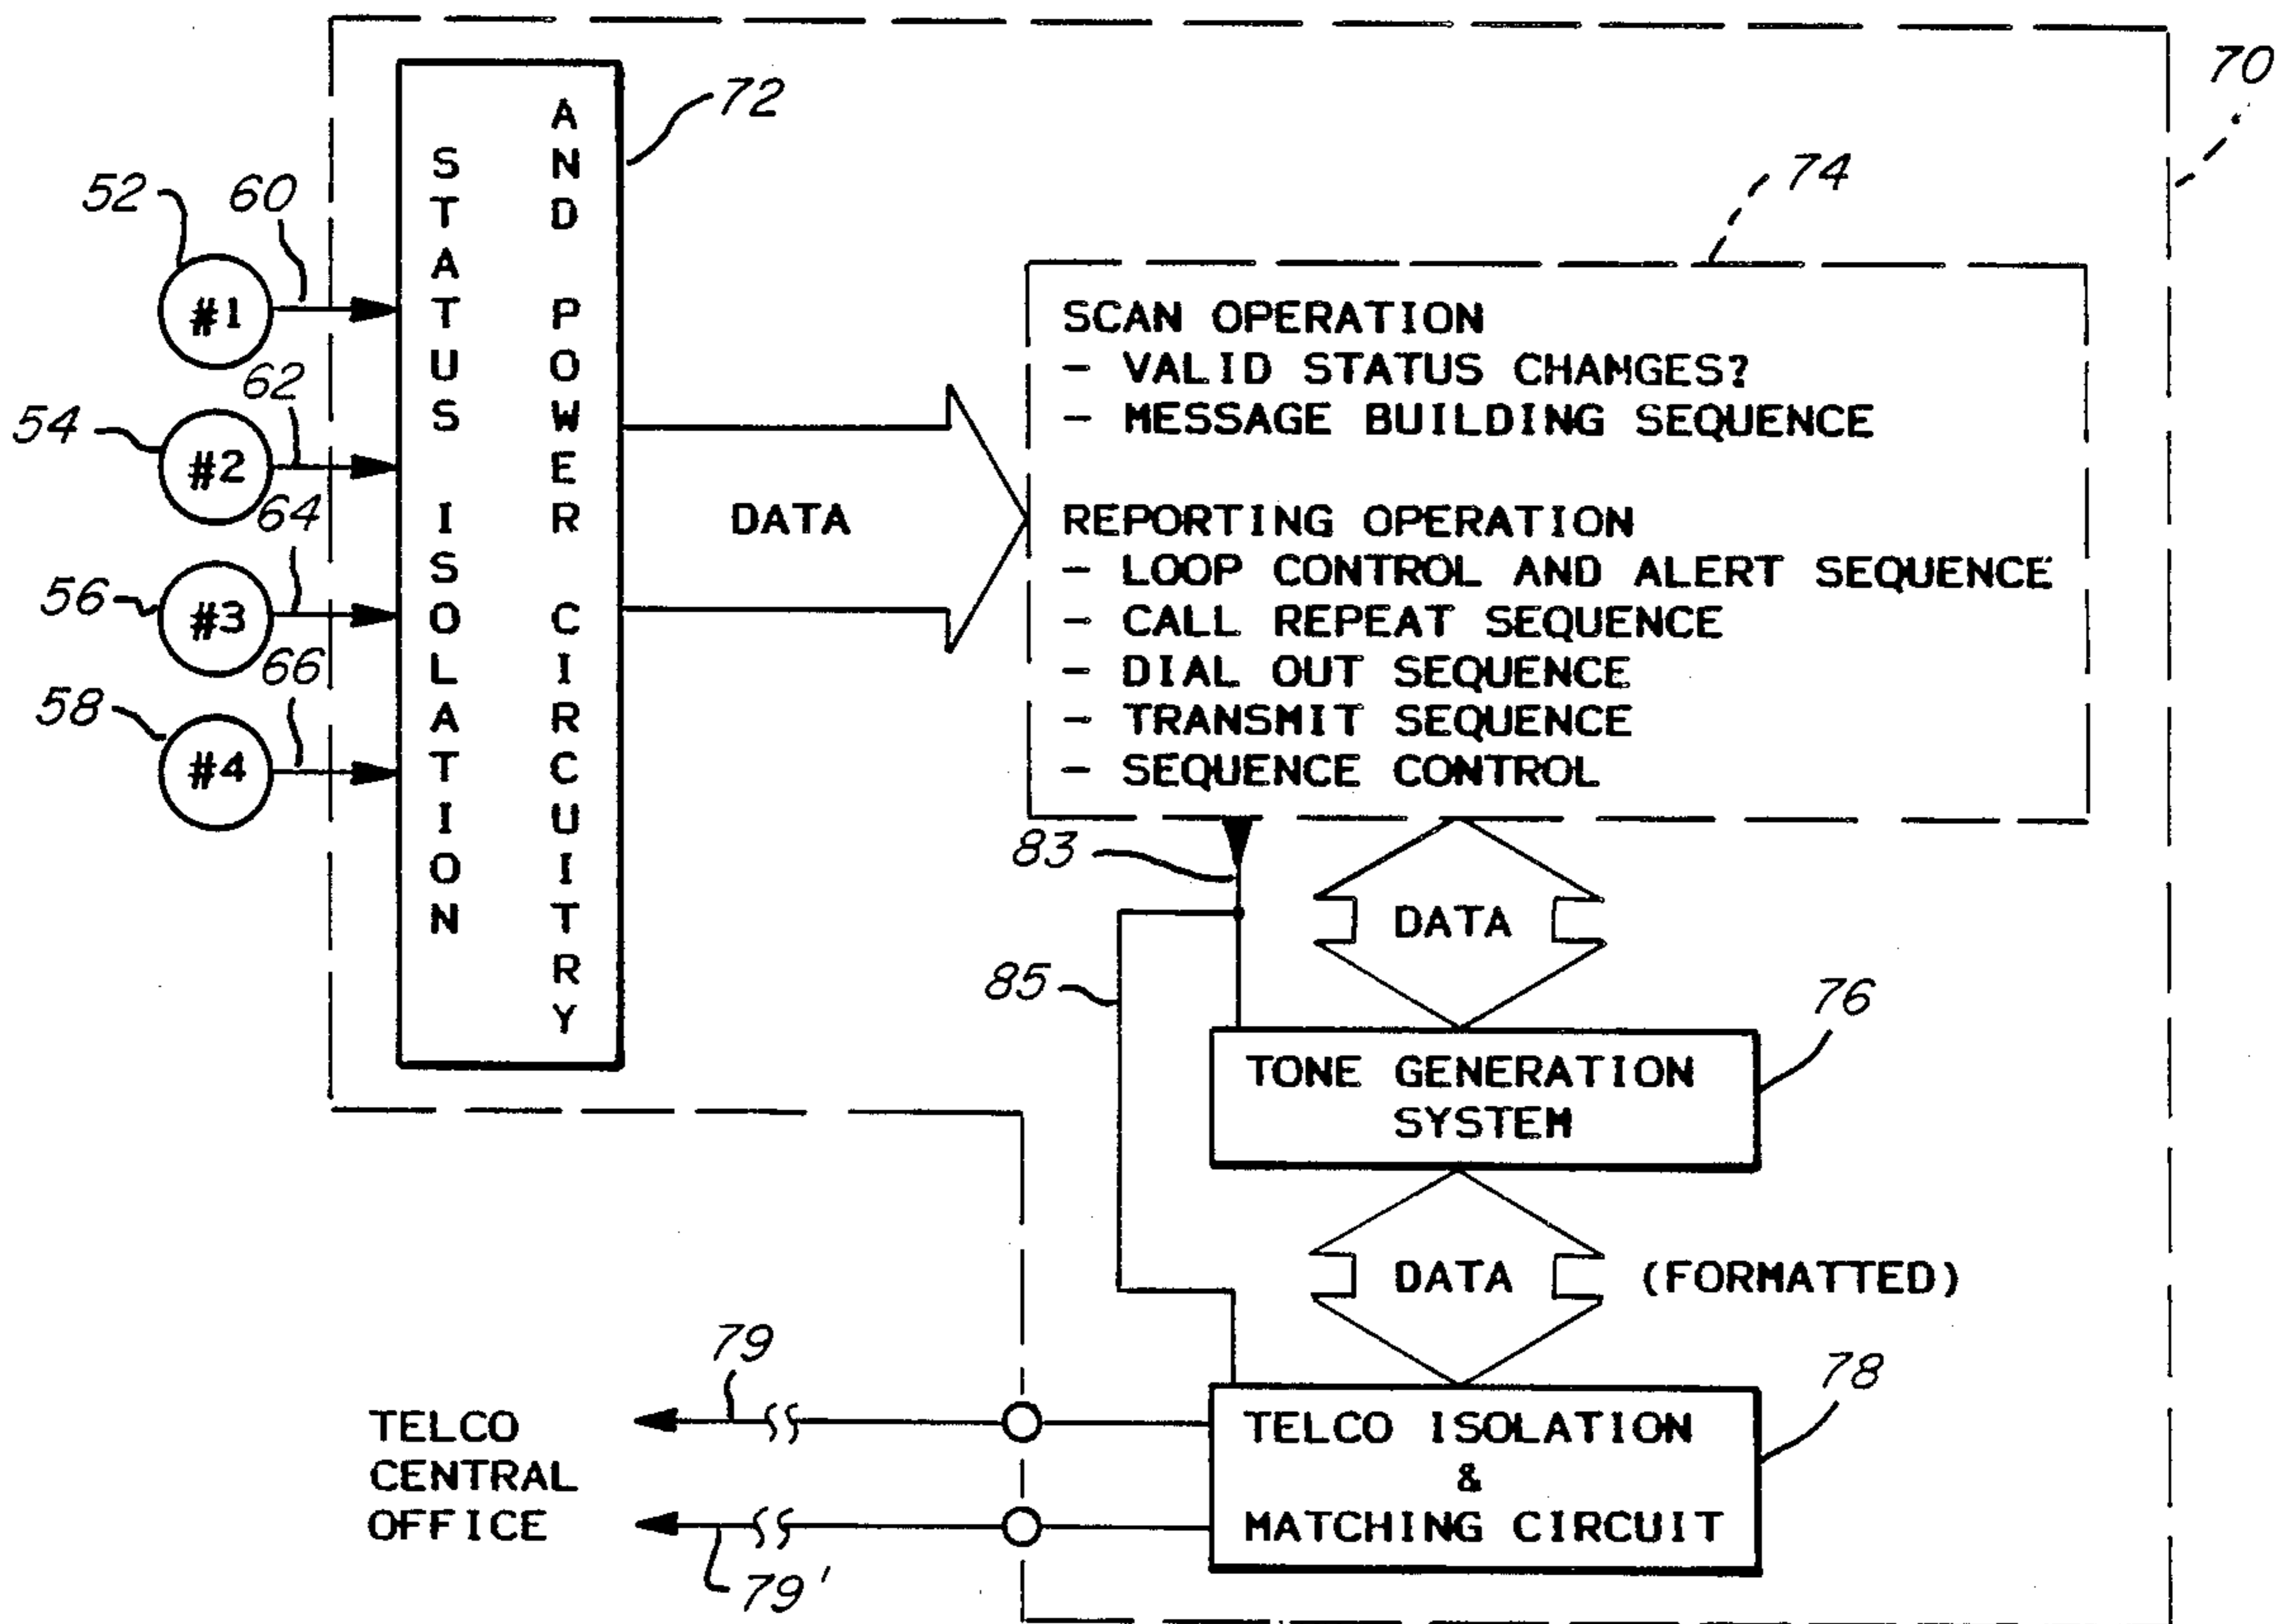 70
72
74
52
60
#1
62
54
#2
64
56
#3
66
58
#4
STATUS ISOLATION
AND POWER CIRCUITRY
DATA
SCAN OPERATION
- VALID STATUS CHANGES?
- MESSAGE BUILDING SEQUENCE
REPORTING OPERATION
- LOOP CONTROL AND ALERT SEQUENCE
- CALL REPEAT SEQUENCE
- DIAL OUT SEQUENCE
- TRANSMIT SEQUENCE
- SEQUENCE CONTROL
83
DATA
85
76
TONE GENERATION
SYSTEM
DATA (FORMATTED)
79
78
TELCO
CENTRAL
OFFICE
TELCO ISOLATION
&
MATCHING CIRCUIT
79'